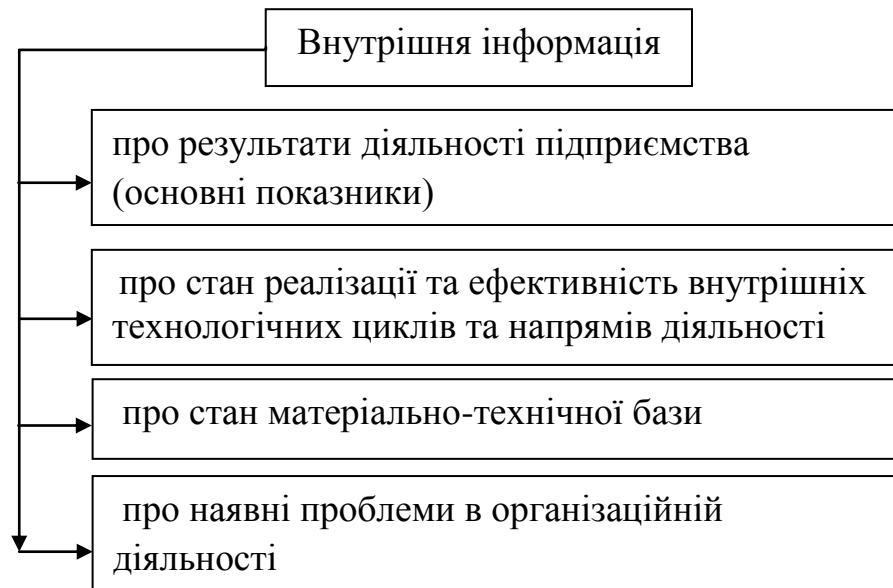 Внутрішня інформація
про результати діяльності підприємства
(основні показники)
про стан реалізації та ефективність внутрішніх
технологічних циклів та напрямів діяльності
про стан матеріально-технічної бази
про наявні проблеми в організаційній
діяльності